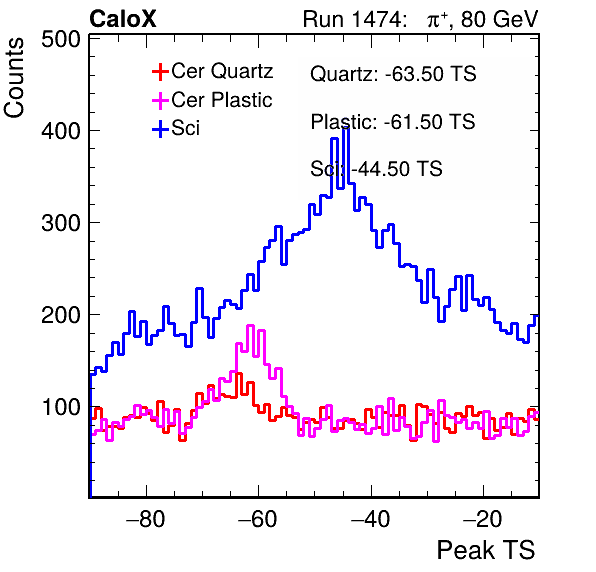 CaloX Run 1474: π⁺, 80 GeV
Counts
500
400
300
200
100
Cer Quartz
Cer Plastic
Sci
Quartz: -63.50 TS
Plastic: -61.50 TS
Sci: -44.50 TS
−80 −60 −40 −20
Peak TS